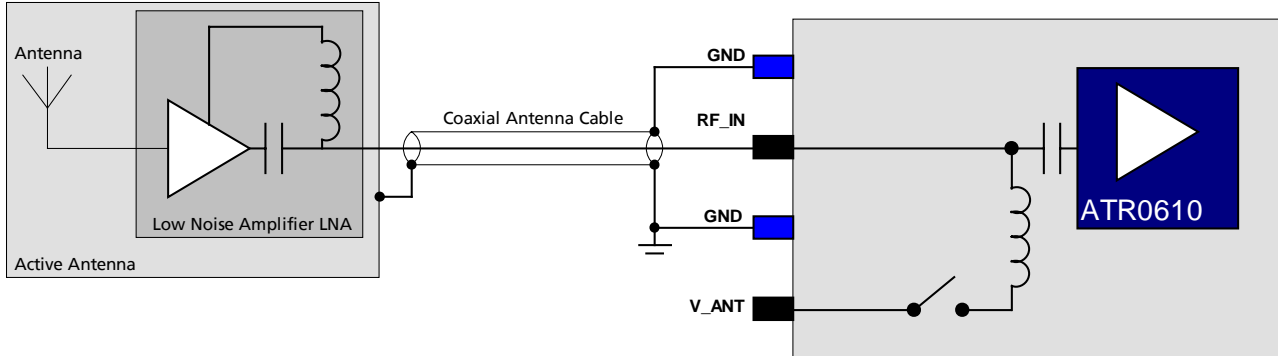 Antenna
Low Noise Amplifier LNA
Active Antenna
Coaxial Antenna Cable
GND
RF_IN
GND
V_ANT
ATR0610